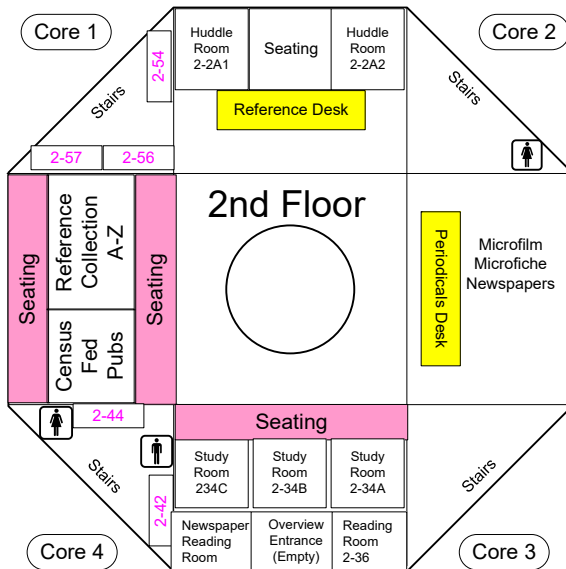 Core 1
Core 2
Huddle
Room
2-2A1
Seating
Huddle
Room
2-2A2
2-54
Stairs
Reference Desk
2-57
2-56
2nd Floor
Seating
Reference
Collection
A-Z
Seating
Census
Fed
Pubs
Periodicals Desk
Microfilm
Microfiche
Newspapers
2-44
Seating
Stairs
2-42
Study
Room
234C
Study
Room
2-34B
Study
Room
2-34A
Stairs
Newspaper
Reading
Room
Overview
Entrance
(Empty)
Reading
Room
2-36
Core 4
Core 3